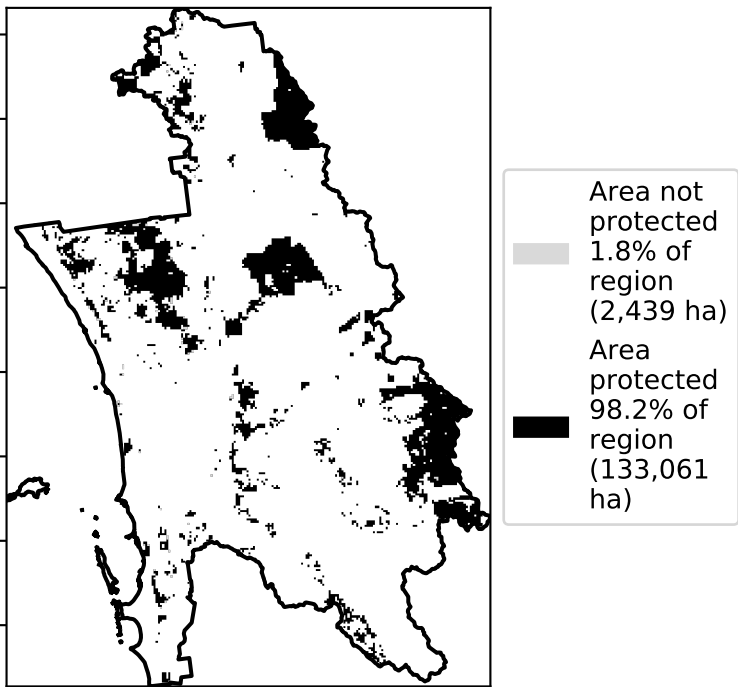 Area not
protected
1.8% of
region
(2,439 ha)
Area
protected
98.2% of
region
(133,061
ha)